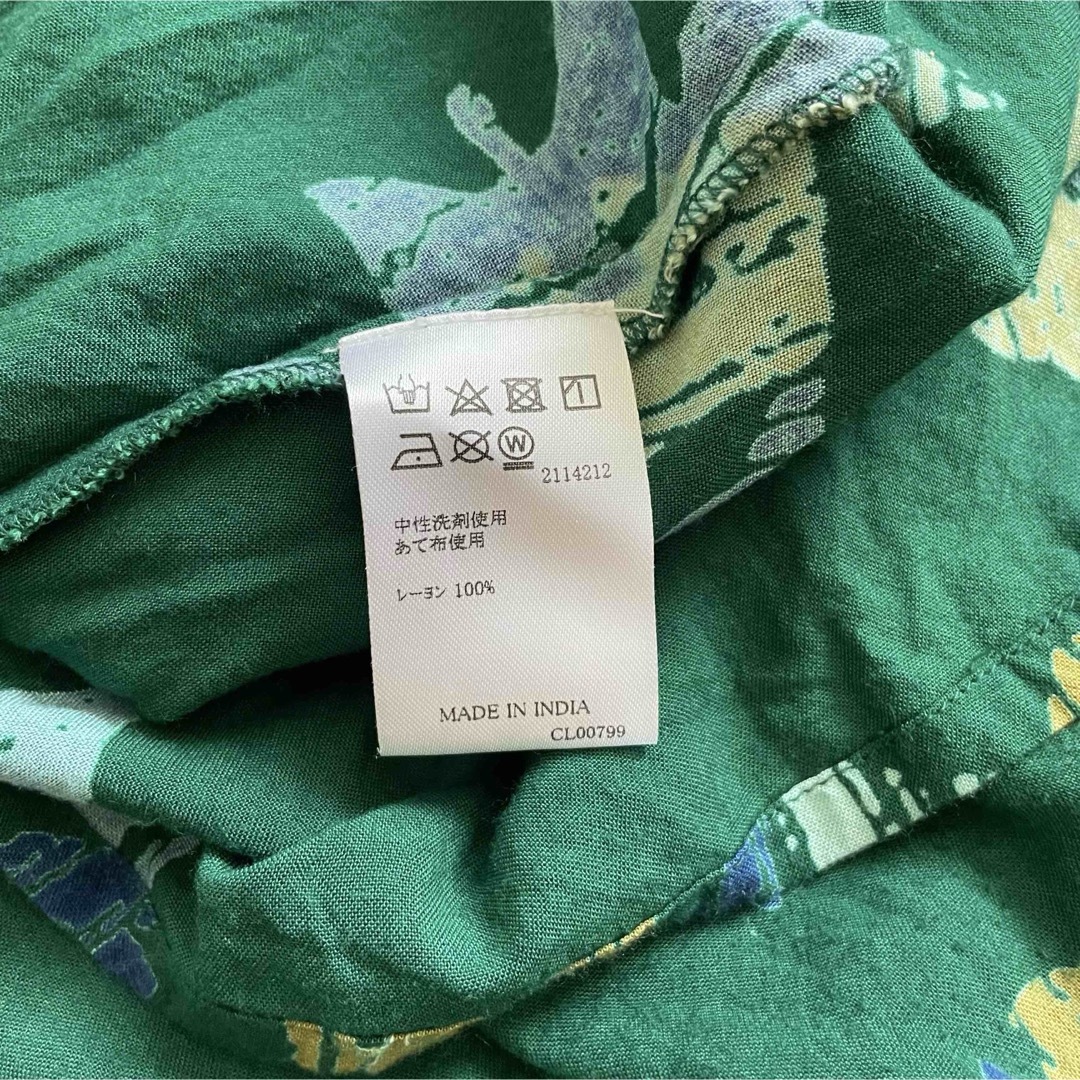 W
2114212
中性洗剤使用
あて布使用
レーヨン 100%
MADE IN INDIA
CL00799